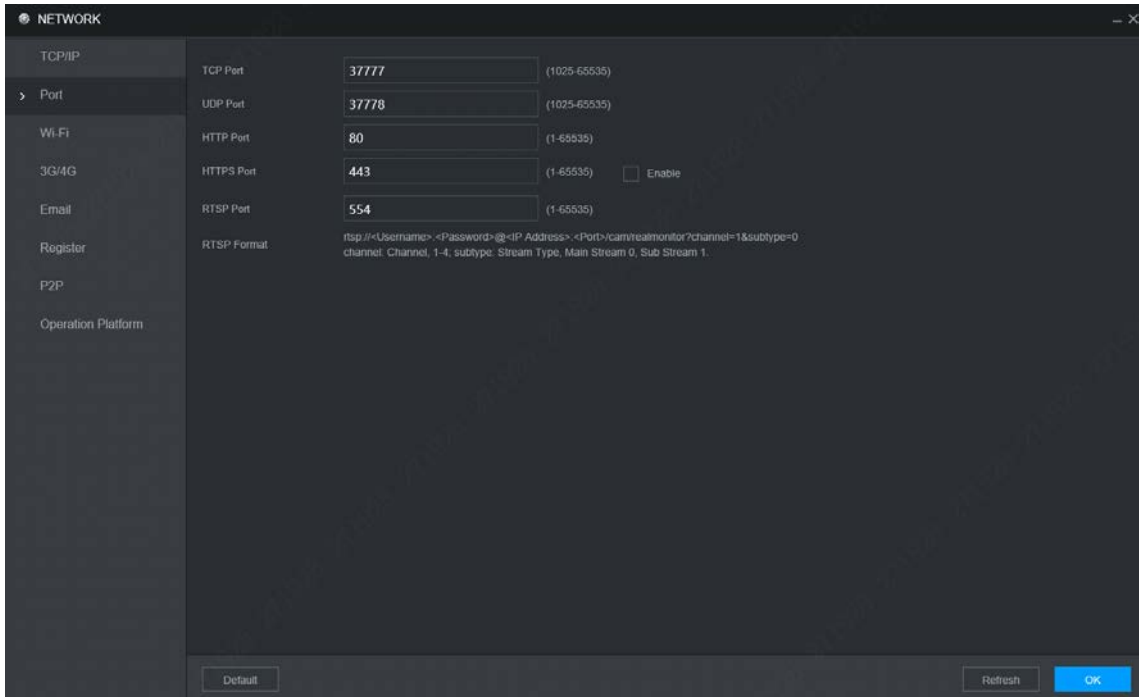 NETWORK
TCP/IP
Port
Wi-Fi
3G/4G
Email
Register
P2P
Operation Platform
TCP Port 37777 (1025-65535)
UDP Port 37778 (1025-65535)
HTTP Port 80 (1-65535)
HTTPS Port 443 (1-65535) Enable
RTSP Port 554 (1-65535)
RTSP Format rtsp://<Username>:<Password>@<IP Address>:<Port>/cam/realmonitor?channel=1&subtype=0
channel: Channel, 1-4; subtype: Stream Type, Main Stream 0, Sub Stream 1.
Default Refresh OK